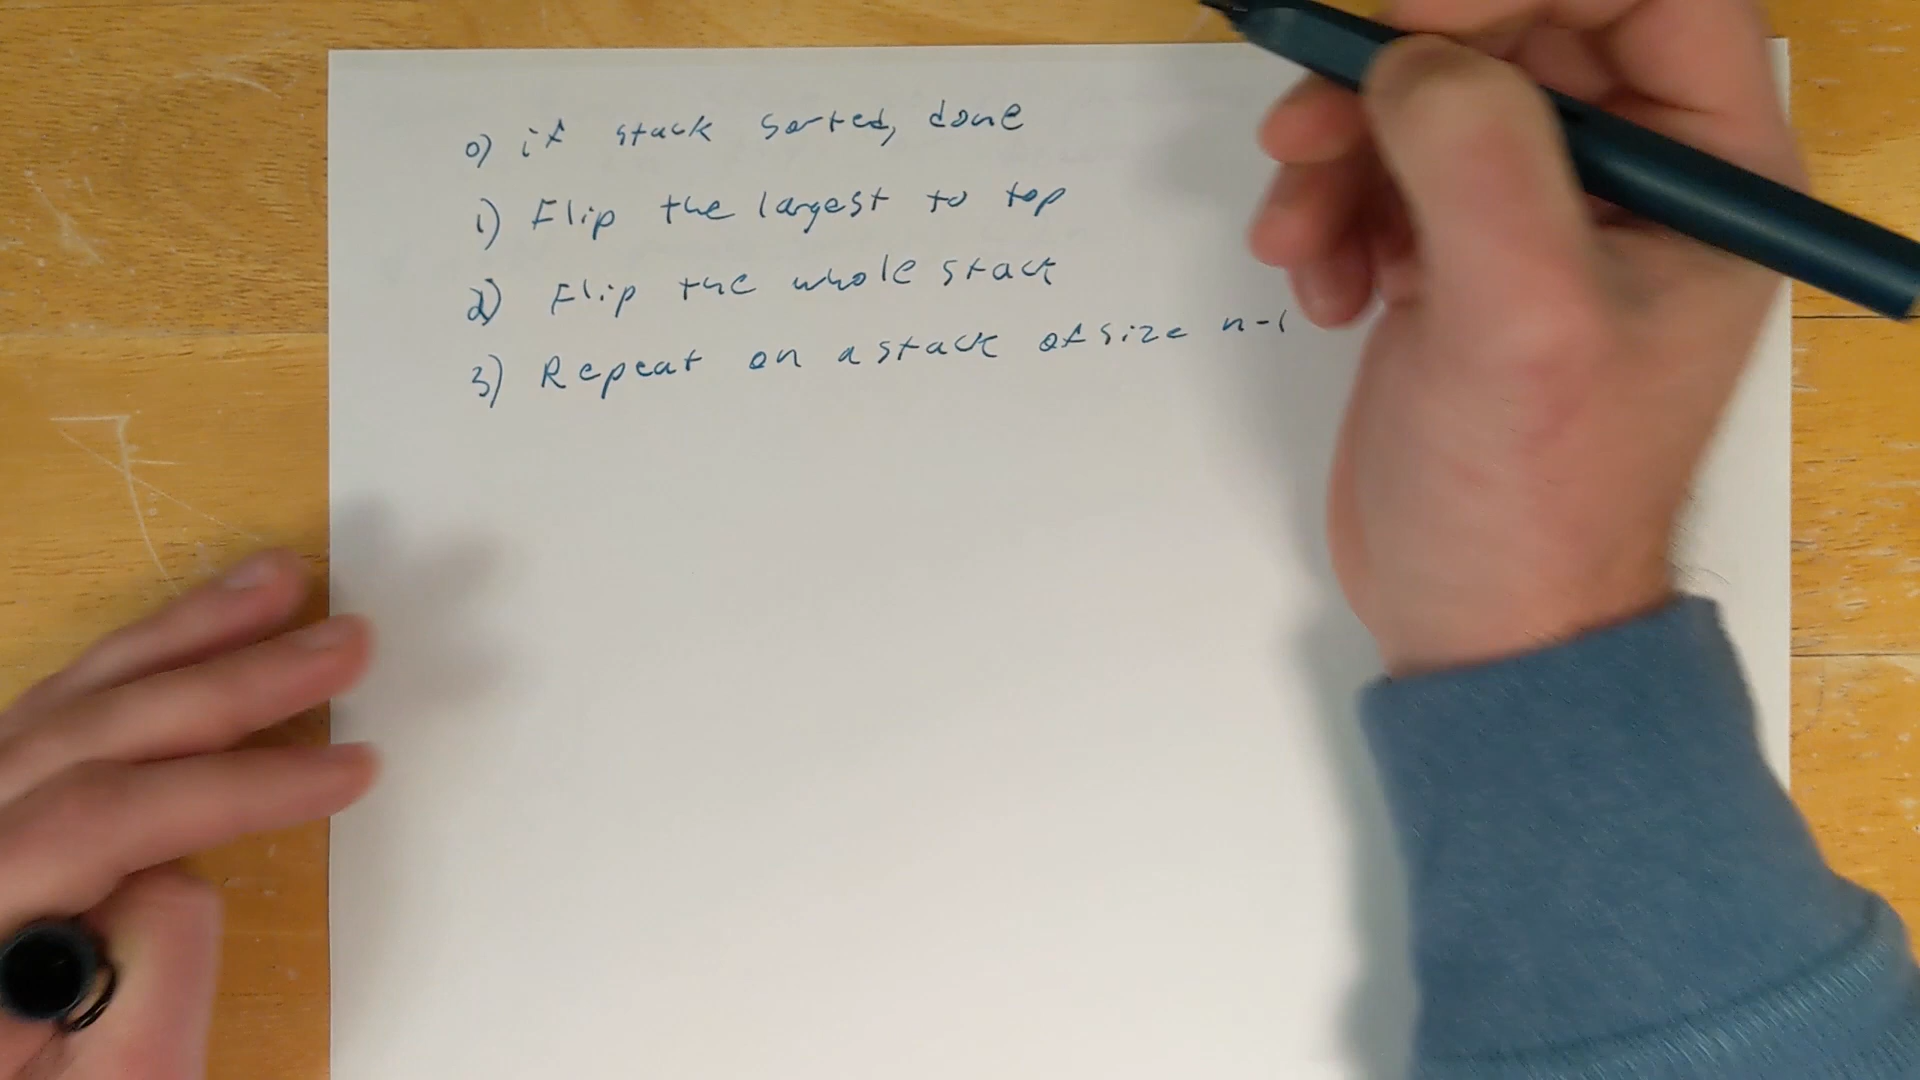 0) if stack sorted, done
1) Flip the largest to top
2) Flip the whole stack
3) Repeat on a stack of size n-1